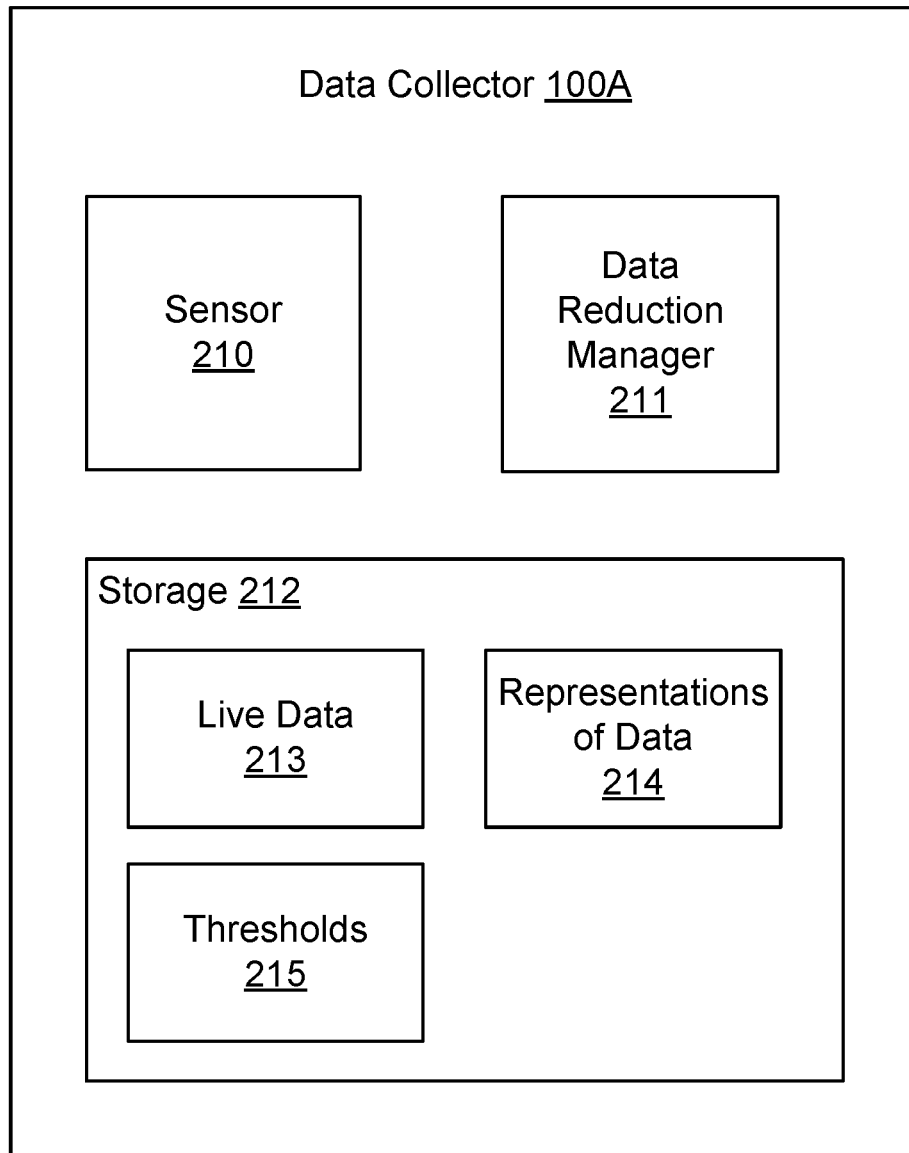 Data Collector 100A
Sensor
210
Data
Reduction
Manager
211
Storage 212
Live Data
213
Representations
of Data
214
Thresholds
215